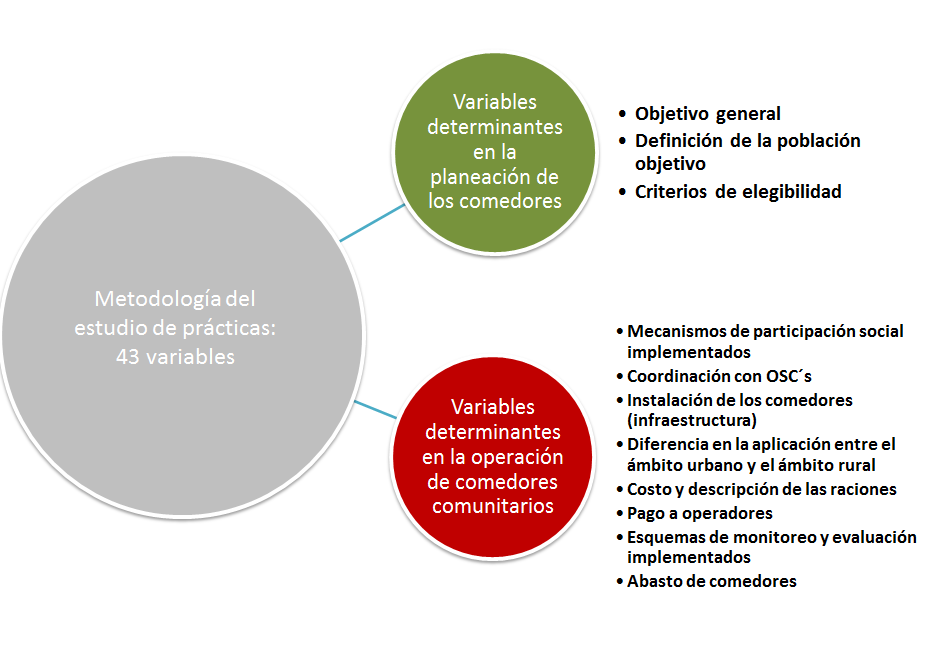 Metodología del
estudio de prácticas:
43 variables
Variables
determinantes
en la
planeación de
los comedores
• Objetivo general
• Definición de la población
objetivo
• Criterios de elegibilidad
Variables
determinantes
en la operación
de comedores
comunitarios
• Mecanismos de participación social
implementados
• Coordinación con OSC´s
• Instalación de los comedores
(infraestructura)
• Diferencia en la aplicación entre el
ámbito urbano y el ámbito rural
• Costo y descripción de las raciones
• Pago a operadores
• Esquemas de monitoreo y evaluación
implementados
• Abasto de comedores